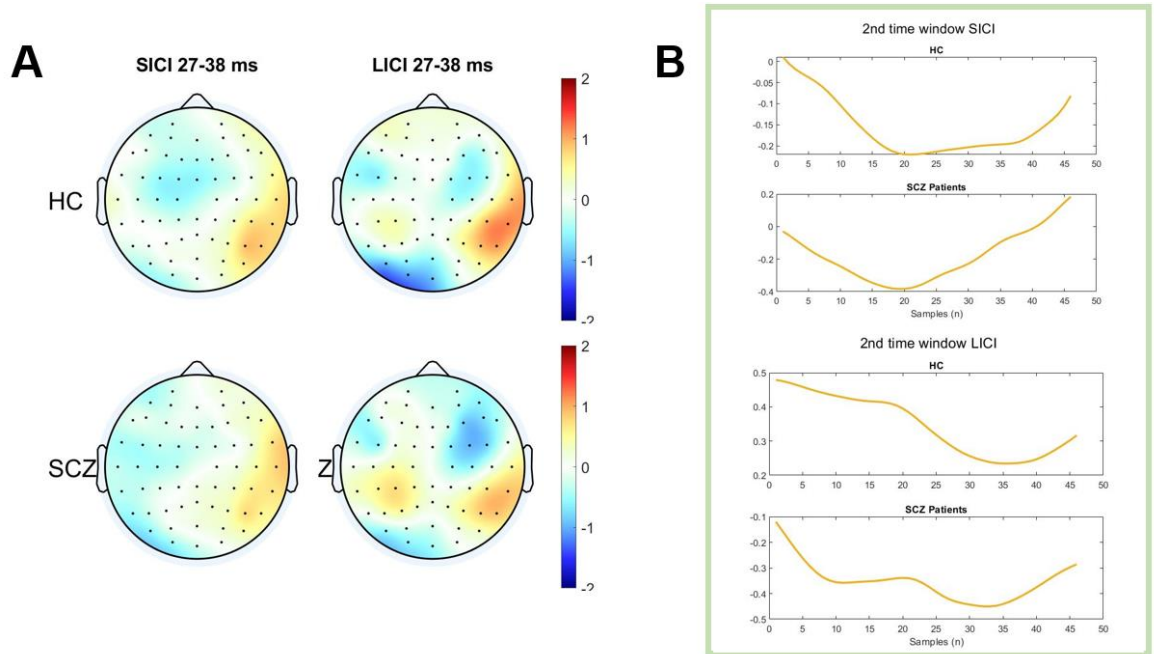 A
SICI 27-38 ms
LICI 27-38 ms
HC
2
1
0
-1
-2
SCZ
Z
2
1
0
-1
-2
B
2nd time window SICI
HC
0
-0.05
-0.1
-0.15
-0.2
0 5 10 15 20 25 30 35 40 45 50
SCZ Patients
0.2
0
-0.2
-0.4
0 5 10 15 20 25 30 35 40 45 50
Samples (n)
2nd time window LICI
HC
0.5
0.4
0.3
0.2
0 5 10 15 20 25 30 35 40 45 50
SCZ Patients
-0.1
-0.2
-0.3
-0.4
-0.5
0 5 10 15 20 25 30 35 40 45 50
Samples (n)